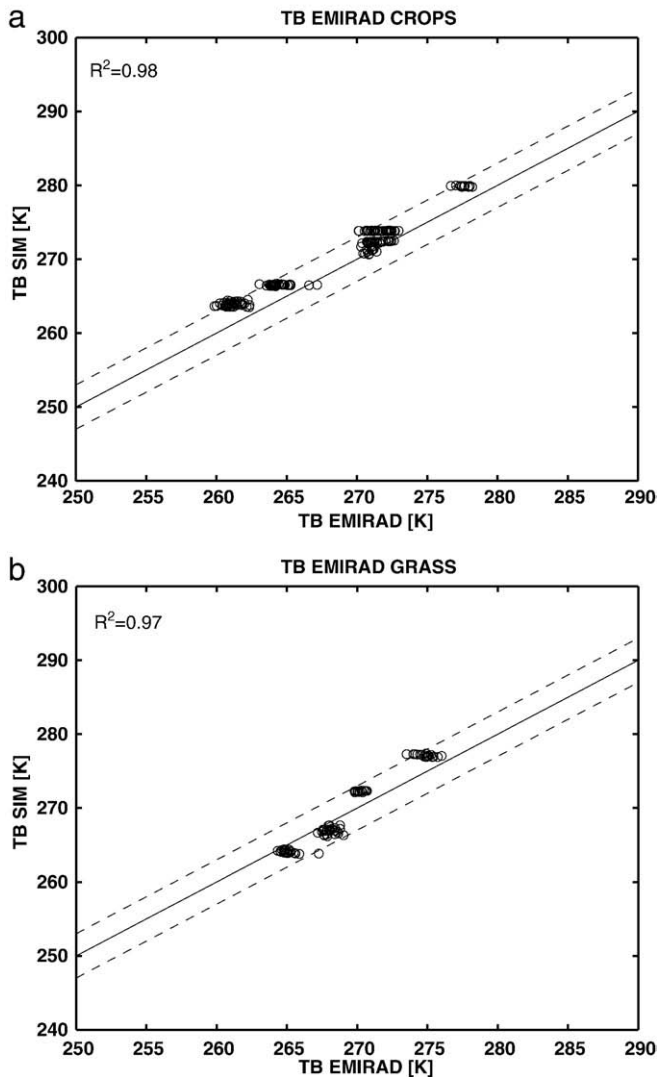 a
TB EMIRAD CROPS
R²=0.98
300
290
280
270
260
250
240
TB SIM [K]
250 255 260 265 270 275 280 285 290
TB EMIRAD [K]
b
TB EMIRAD GRASS
R²=0.97
300
290
280
270
260
250
240
TB SIM [K]
250 255 260 265 270 275 280 285 290
TB EMIRAD [K]